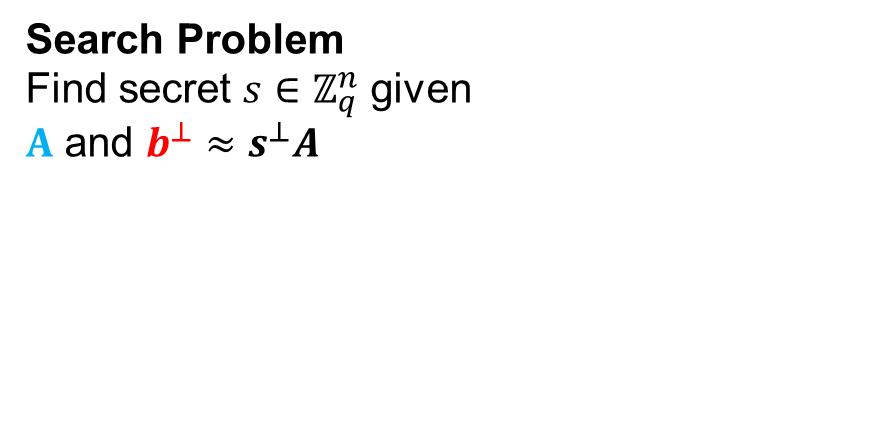 Search Problem
Find secret s ∈ ℤ_q^n given
A and b^⊥ ≈ s^⊥A